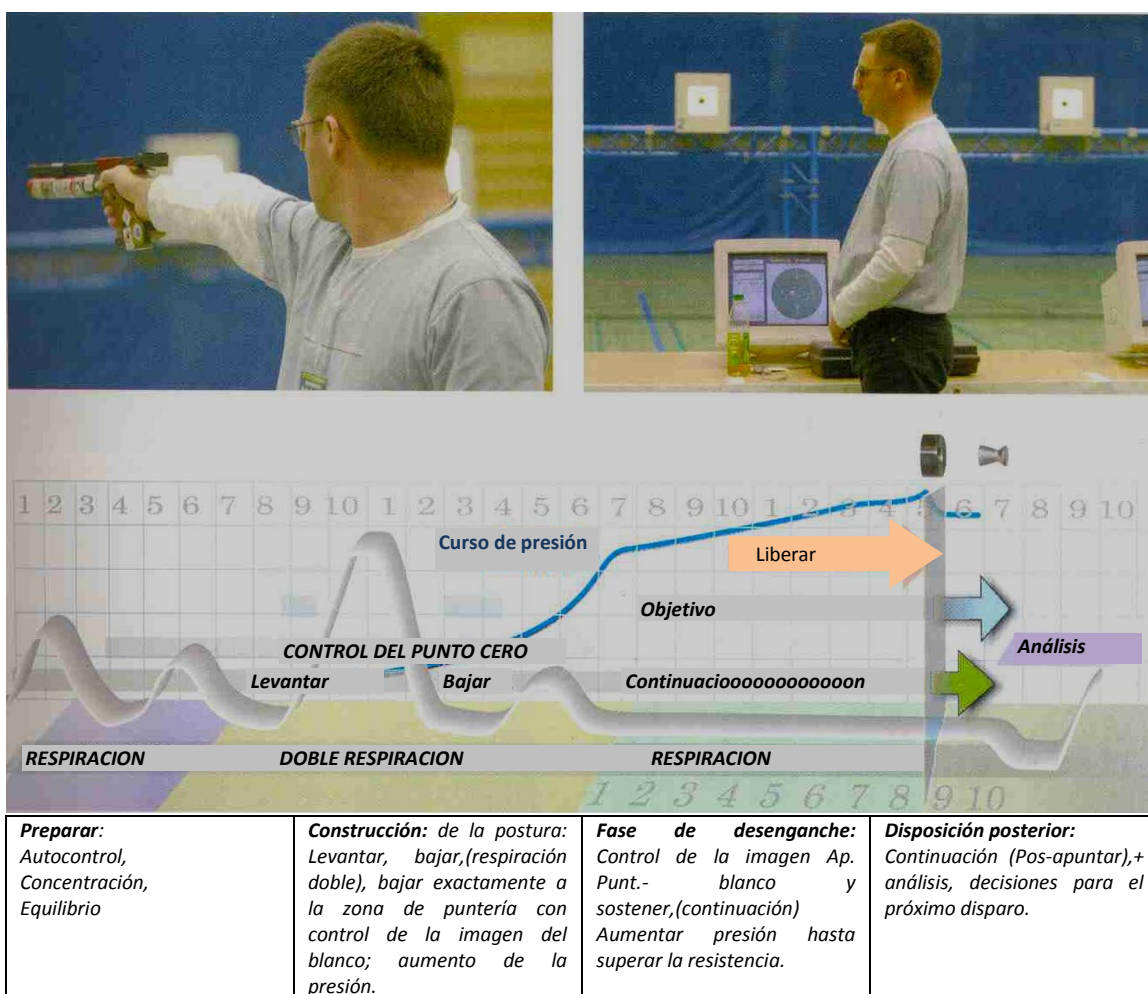 1 2 3 4 5 6 7 8 9 10 1 2 3 4 5 6 7 8 9 10 1 2 3 4 5 6 7 8 9 10
Curso de presión
Liberar
Objetivo
CONTROL DEL PUNTO CERO
Análisis
Levantar
Bajar
Continuaciooooooooooooon
RESPIRACION
DOBLE RESPIRACION
RESPIRACION
1 2 3 4 5 6 7 8 9 10
Preparar:
Autocontrol,
Concentración,
Equilibrio
Construcción: de la postura:
Levantar, bajar,(respiración
doble), bajar exactamente a
la zona de puntería con
control de la imagen del
blanco; aumento de la
presión.
Fase de desenganche:
Control de la imagen Ap.
Punt.- blanco y
sostener,(continuación)
Aumentar presión hasta
superar la resistencia.
Disposición posterior:
Continuación (Pos-apuntar),+
análisis, decisiones para el
próximo disparo.